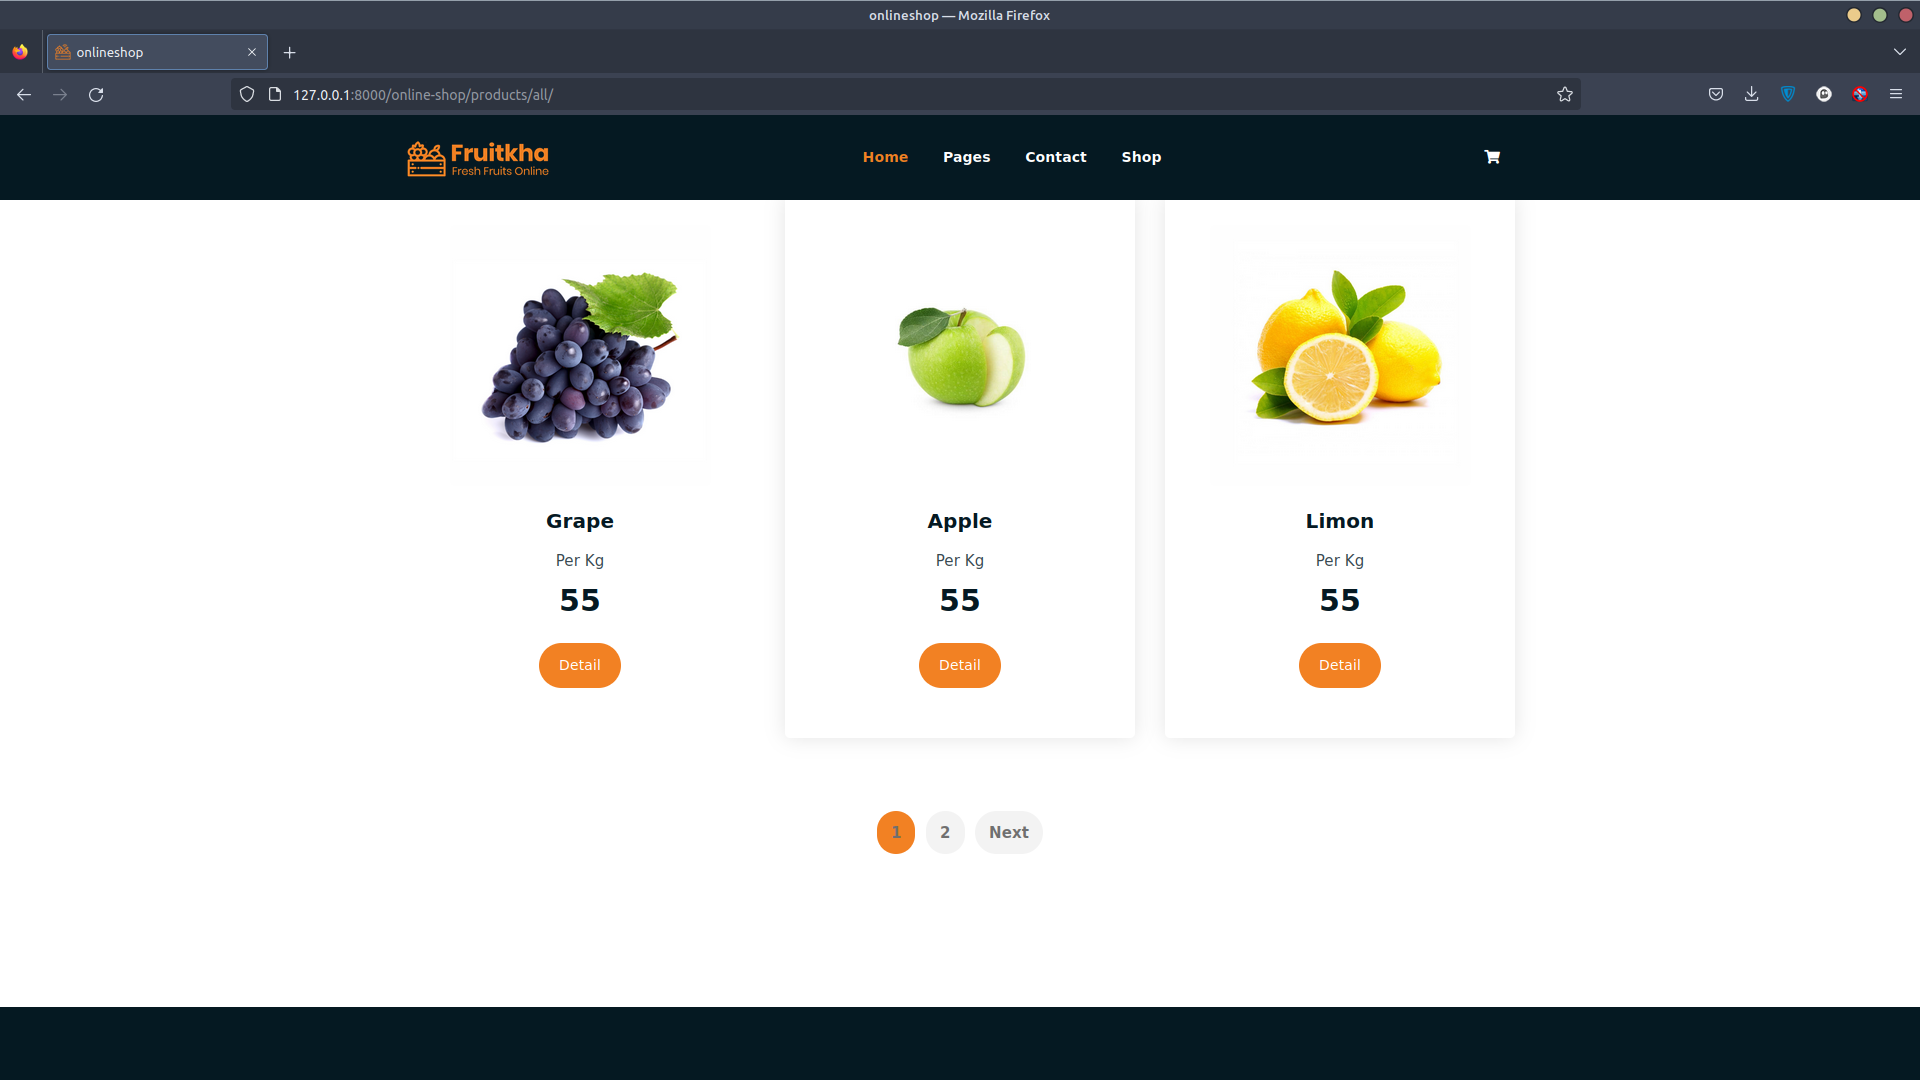 onlineshop — Mozilla Firefox
onlineshop
127.0.0.1:8000/online-shop/products/all/
Fruitkha
Fresh Fruits Online
Home Pages Contact Shop
Grape Apple Limon
Per Kg Per Kg Per Kg
55 55 55
Detail Detail Detail
1 2 Next